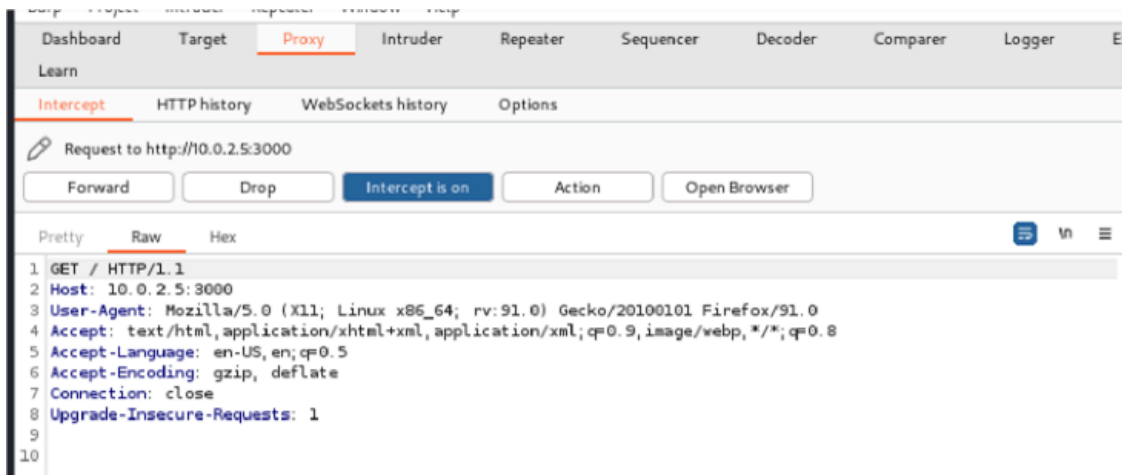 Dashboard Target Proxy Intruder Repeater Sequencer Decoder Comparer Logger
Learn
Intercept HTTP history WebSockets history Options
Request to http://10.0.2.5:3000
Forward Drop Intercept is on Action Open Browser
Pretty Raw Hex \n
1 GET / HTTP/1.1
2 Host: 10.0.2.5:3000
3 User-Agent: Mozilla/5.0 (X11; Linux x86_64; rv:91.0) Gecko/20100101 Firefox/91.0
4 Accept: text/html,application/xhtml+xml,application/xml;q=0.9,image/webp,*/*;q=0.8
5 Accept-Language: en-US,en;q=0.5
6 Accept-Encoding: gzip, deflate
7 Connection: close
8 Upgrade-Insecure-Requests: 1
9
10